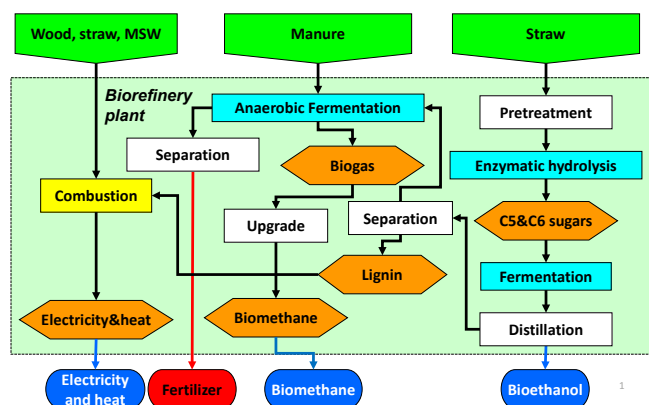 Wood, straw, MSW
Manure
Straw
Biorefinery
plant
Anaerobic Fermentation
Pretreatment
Separation
Biogas
Enzymatic hydrolysis
Combustion
Upgrade
Separation
C5&C6 sugars
Lignin
Fermentation
Electricity&heat
Biomethane
Distillation
Electricity
and heat
Fertilizer
Biomethane
Bioethanol
1